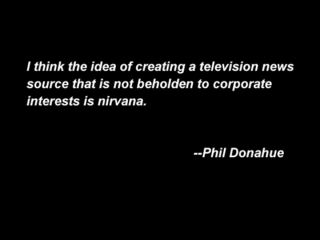 I think the idea of creating a television news
source that is not beholden to corporate
interests is nirvana.
--Phil Donahue